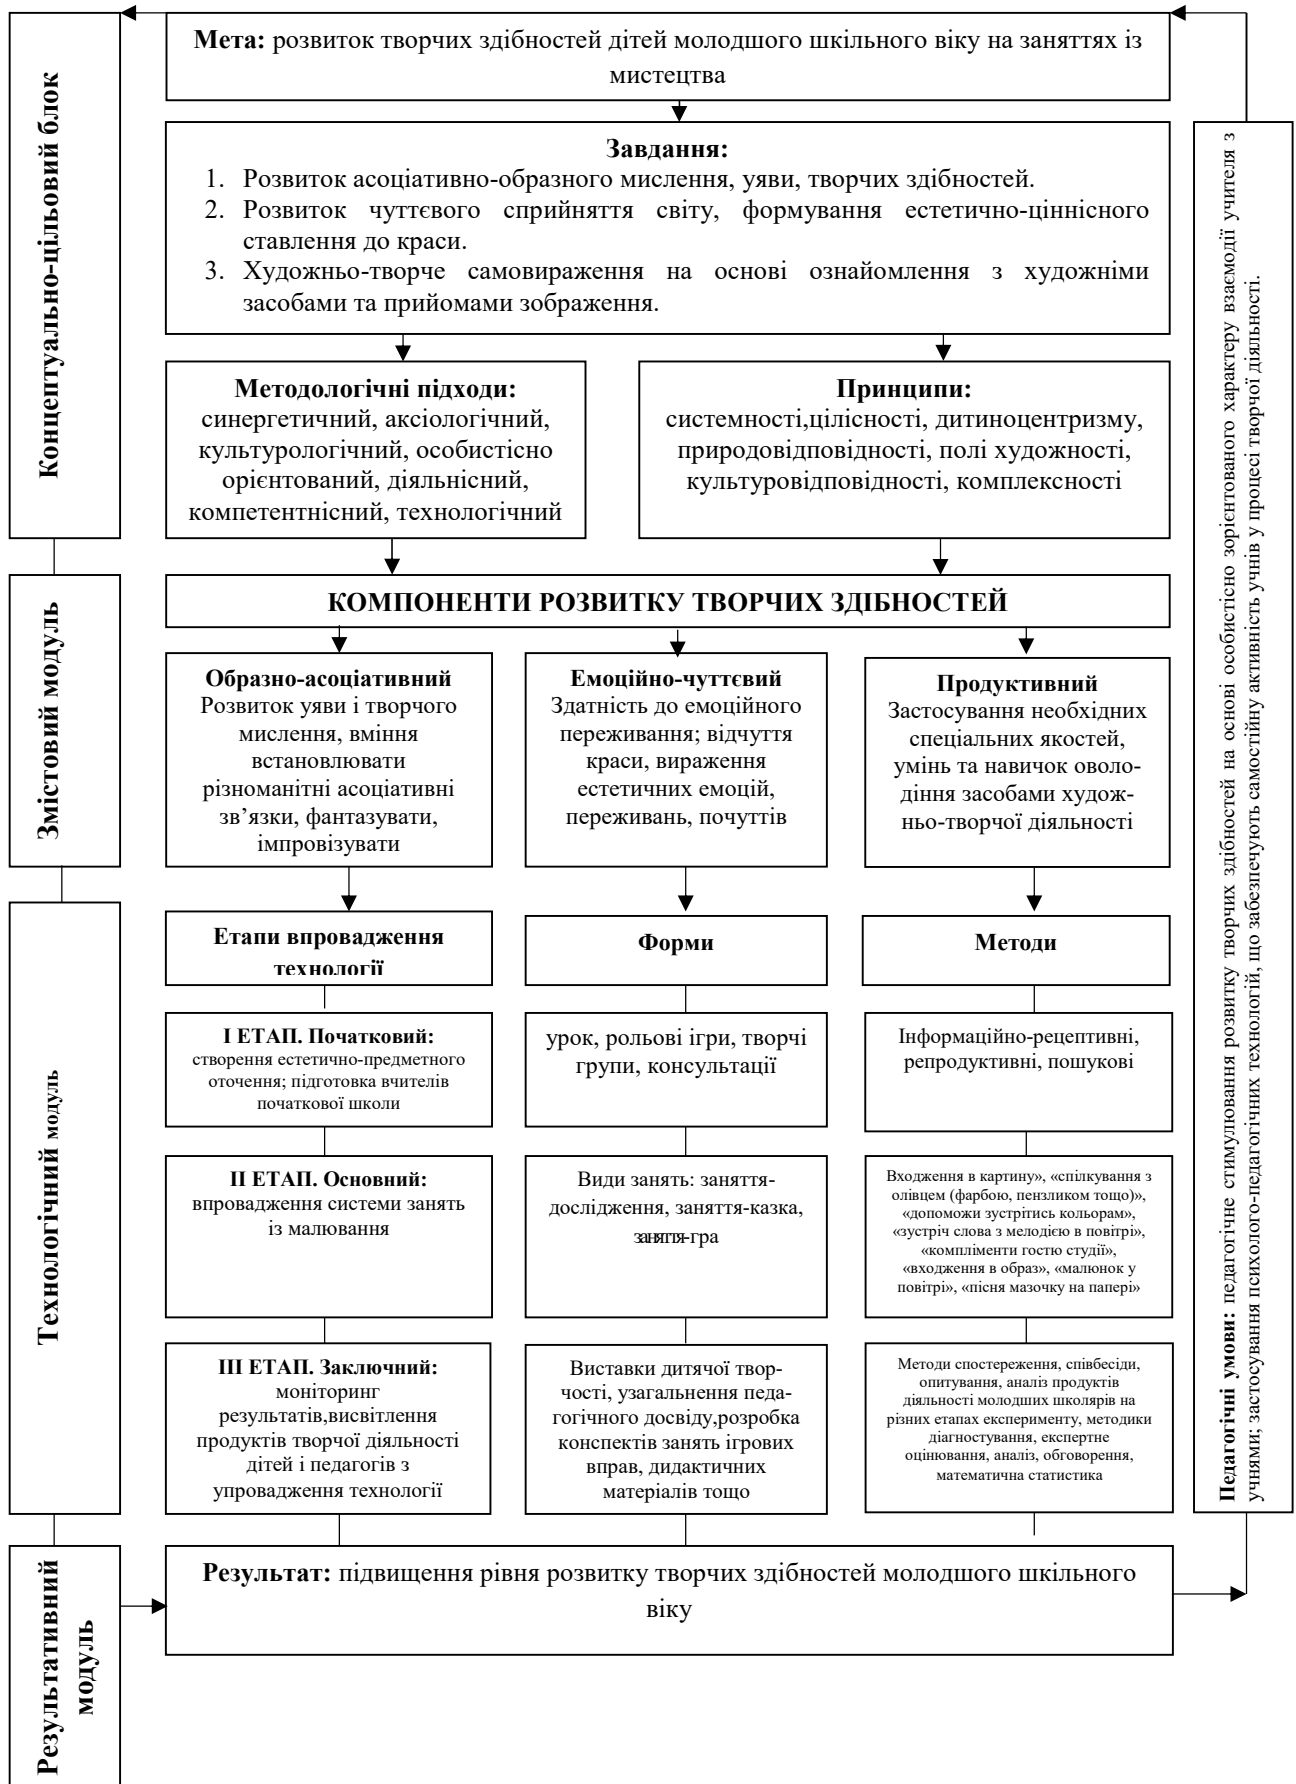 Концептуально-цільовий блок
Мета: розвиток творчих здібностей дітей молодшого шкільного віку на заняттях із
мистецтва
Завдання:
1. Розвиток асоціативно-образного мислення, уяви, творчих здібностей.
2. Розвиток чуттєвого сприйняття світу, формування естетично-ціннісного
ставлення до краси.
3. Художньо-творче самовираження на основі ознайомлення з художніми
засобами та прийомами зображення.
Методологічні підходи:
синергетичний, аксіологічний,
культурологічний, особистісно
орієнтований, діяльнісний,
компетентнісний, технологічний
Принципи:
системності,цілісності, дитиноцентризму,
природовідповідності, полі художності,
культуровідповідності, комплексності
Змістовий модуль
КОМПОНЕНТИ РОЗВИТКУ ТВОРЧИХ ЗДІБНОСТЕЙ
Образно-асоціативний
Розвиток уяви і творчого
мислення, вміння
встановлювати
різноманітні асоціативні
зв’язки, фантазувати,
імпровізувати
Емоційно-чуттєвий
Здатність до емоційного
переживання; відчуття
краси, вираження
естетичних емоцій,
переживань, почуттів
Продуктивний
Застосування необхідних
спеціальних якостей,
умінь та навичок оволо-
діння засобами худож-
ньо-творчої діяльності
Технологічний модуль
Етапи впровадження
технології
Форми
Методи
І ЕТАП. Початковий:
створення естетично-предметного
оточення; підготовка вчителів
початкової школи
урок, рольові ігри, творчі
групи, консультації
Інформаційно-рецептивні,
репродуктивні, пошукові
ІІ ЕТАП. Основний:
впровадження системи занять
із малювання
Види занять: заняття-
дослідження, заняття-казка,
заняття-гра
Входження в картину», «спілкування з
олівцем (фарбою, пензликом тощо)»,
«допоможи зустрітись кольорам»,
«зустріч слова з мелодією в повітрі»,
«компліменти гостю студії»,
«входження в образ», «малюнок у
повітрі», «пісня мазочку на папері»
ІІІ ЕТАП. Заключний:
моніторинг
результатів,висвітлення
продуктів творчої діяльності
дітей і педагогів з
упровадження технології
Виставки дитячої твор-
чості, узагальнення педа-
гогічного досвіду,розробка
конспектів занять ігрових
вправ, дидактичних
матеріалів тощо
Методи спостереження, співбесіди,
опитування, аналіз продуктів
діяльності молодших школярів на
різних етапах експерименту, методики
діагностування, експертне
оцінювання, аналіз, обговорення,
математична статистика
Результативний
модуль
Результат: підвищення рівня розвитку творчих здібностей молодшого шкільного
віку
Педагогічні умови: педагогічне стимулювання розвитку творчих здібностей на основі особистісно зорієнтованого характеру взаємодії учителя з
учнями; застосування психолого-педагогічних технологій, що забезпечують самостійну активність учнів у процесі творчої діяльності.